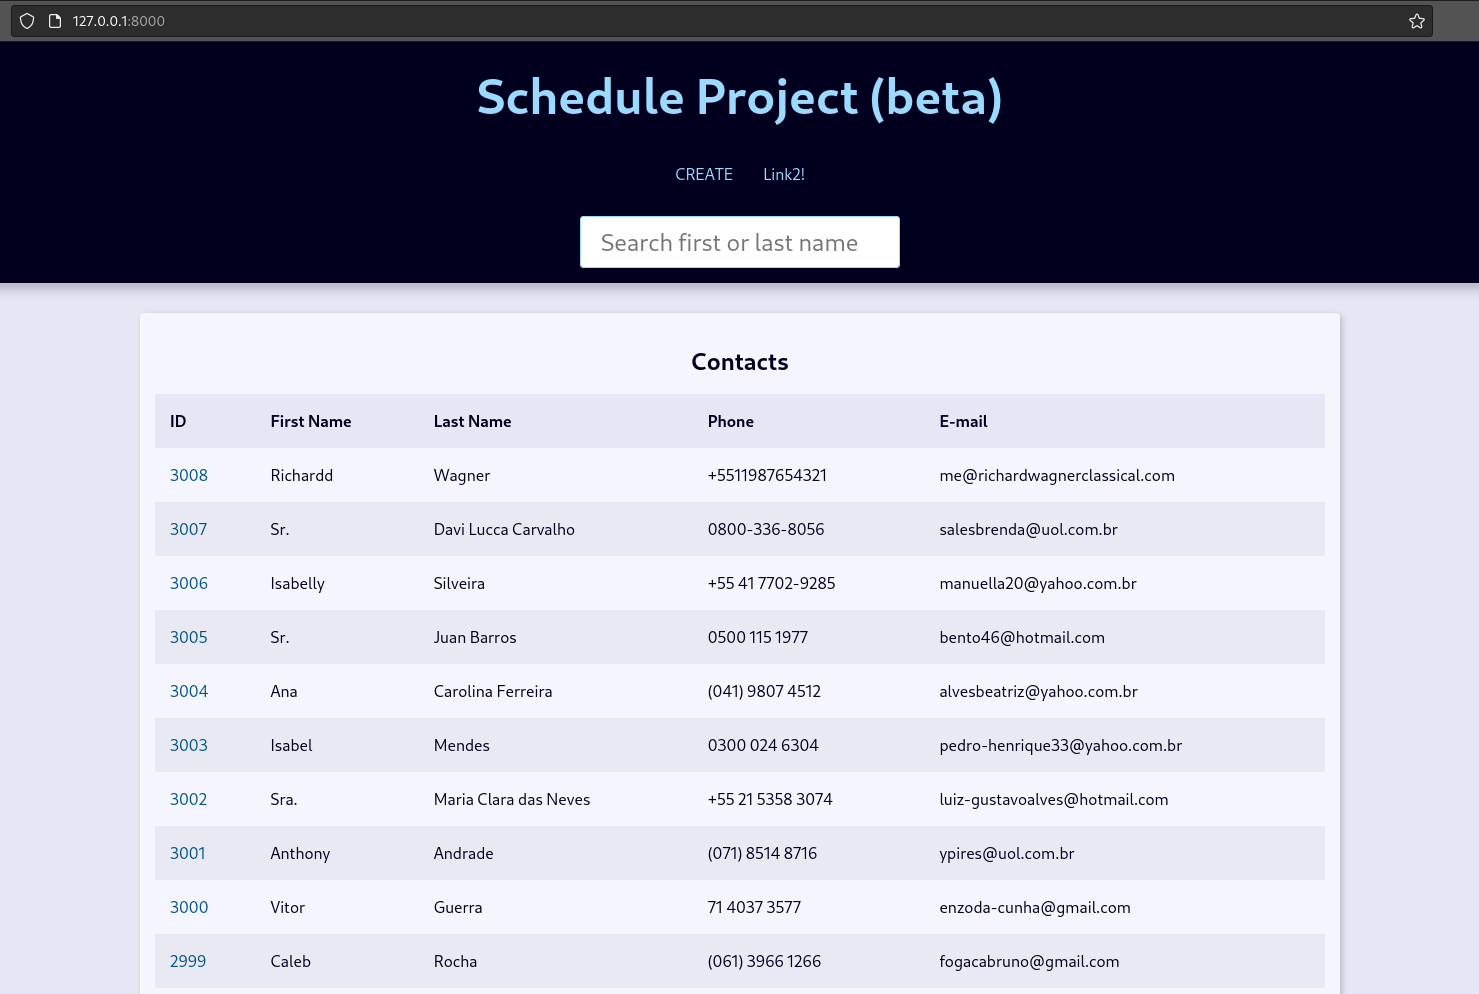 127.0.0.1:8000
Schedule Project (beta)
CREATE Link2!
Search first or last name
Contacts
ID First Name Last Name Phone E-mail
3008 Richardd Wagner +5511987654321 me@richardwagnerclassical.com
3007 Sr. Davi Lucca Carvalho 0800-336-8056 salesbrenda@uol.com.br
3006 Isabelly Silveira +55 41 7702-9285 manuella20@yahoo.com.br
3005 Sr. Juan Barros 0500 115 1977 bento46@hotmail.com
3004 Ana Carolina Ferreira (041) 9807 4512 alvesbeatriz@yahoo.com.br
3003 Isabel Mendes 0300 024 6304 pedro-henrique33@yahoo.com.br
3002 Sra. Maria Clara das Neves +55 21 5358 3074 luiz-gustavoalves@hotmail.com
3001 Anthony Andrade (071) 8514 8716 ypires@uol.com.br
3000 Vitor Guerra 71 4037 3577 enzoda-cunha@gmail.com
2999 Caleb Rocha (061) 3966 1266 fogacabruno@gmail.com